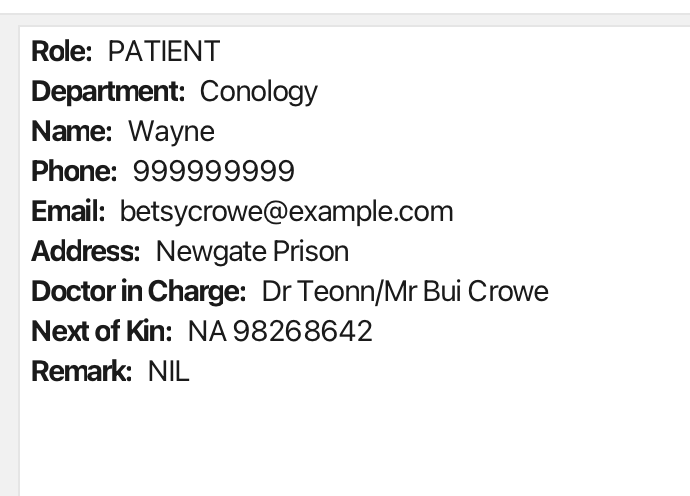 Role: PATIENT
Department: Conology
Name: Wayne
Phone: 999999999
Email: betsycrowe@example.com
Address: Newgate Prison
Doctor in Charge: Dr Teonn/Mr Bui Crowe
Next of Kin: NA 98268642
Remark: NIL